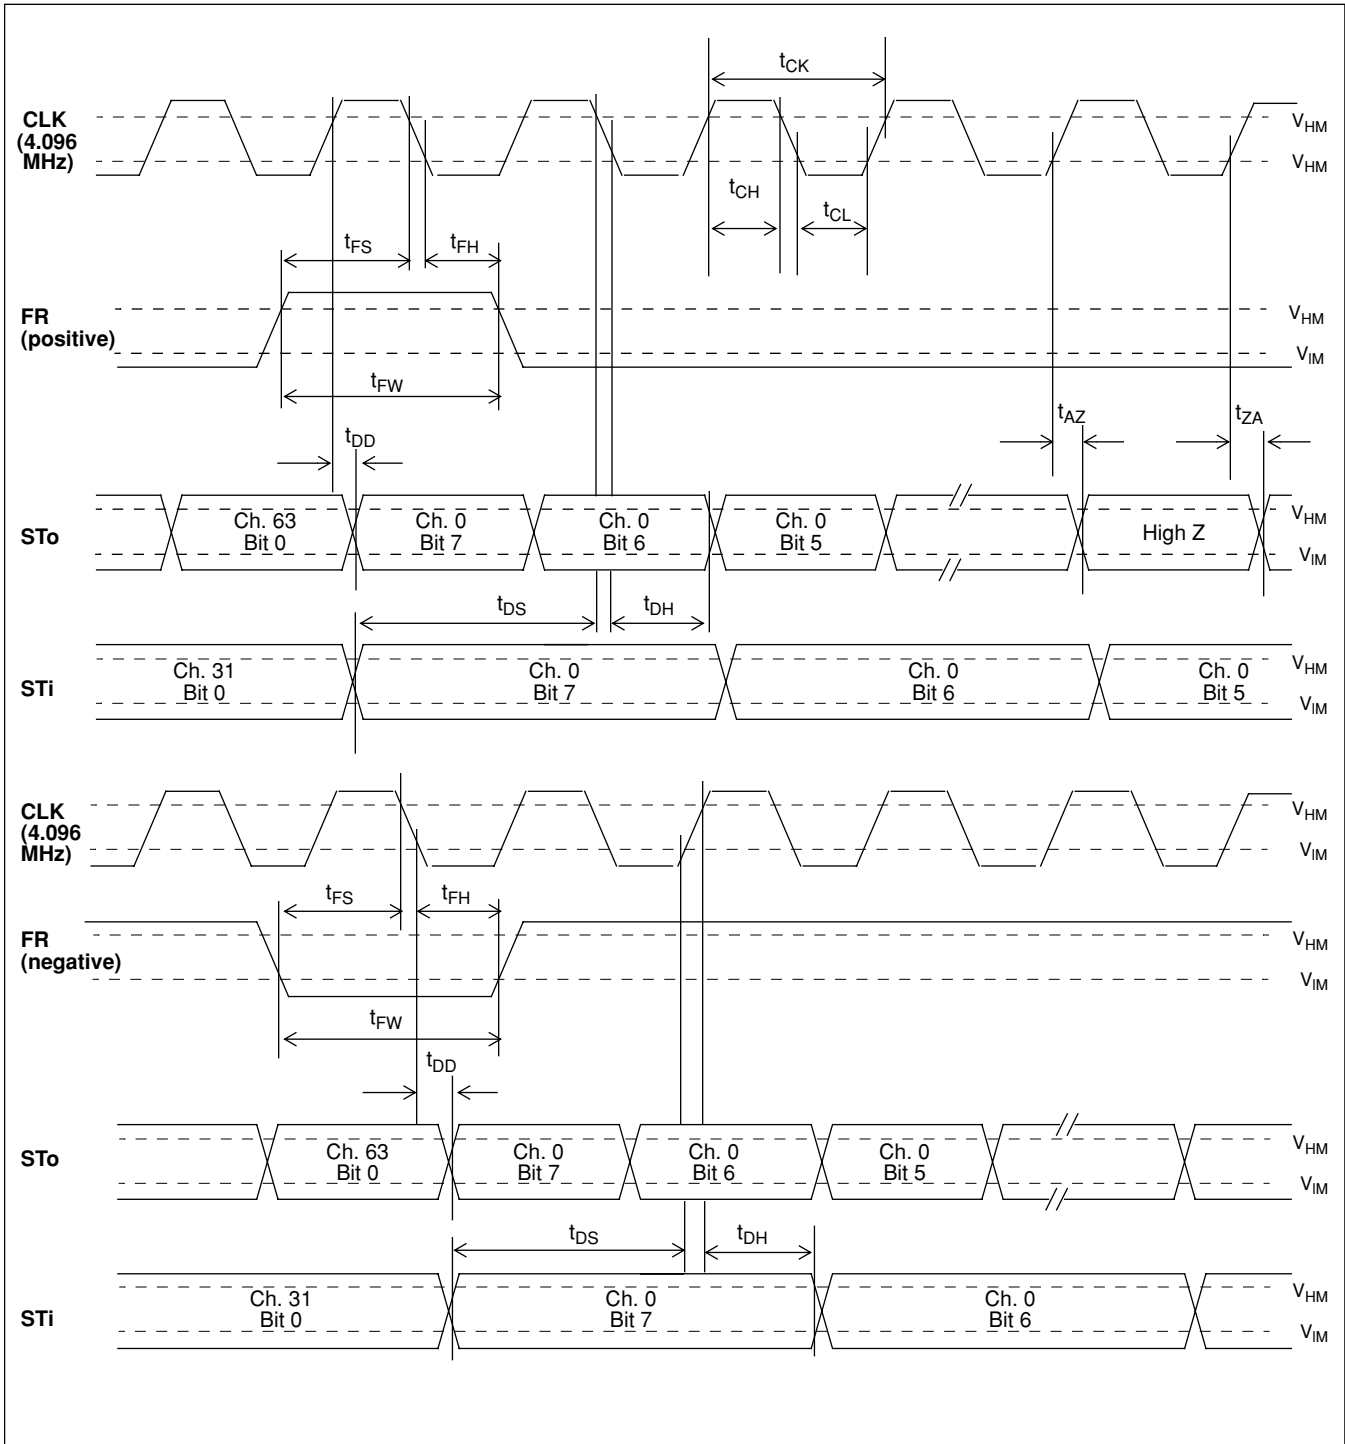 tCK
CLK
(4.096
MHz)
VHM
VHM
tCH
tCL
tFS
tFH
FR
(positive)
VHM
VIM
tFW
tAZ
tZA
tDD
STo
Ch. 63
Bit 0
Ch. 0
Bit 7
Ch. 0
Bit 6
Ch. 0
Bit 5
High Z
VHM
VIM
tDS
tDH
STi
Ch. 31
Bit 0
Ch. 0
Bit 7
Ch. 0
Bit 6
Ch. 0
Bit 5
VHM
VIM
CLK
(4.096
MHz)
VHM
VIM
tFS
tFH
FR
(negative)
VHM
VIM
tFW
tDD
STo
Ch. 63
Bit 0
Ch. 0
Bit 7
Ch. 0
Bit 6
Ch. 0
Bit 5
VHM
VIM
tDS
tDH
STi
Ch. 31
Bit 0
Ch. 0
Bit 7
Ch. 0
Bit 6
VHM
VIM